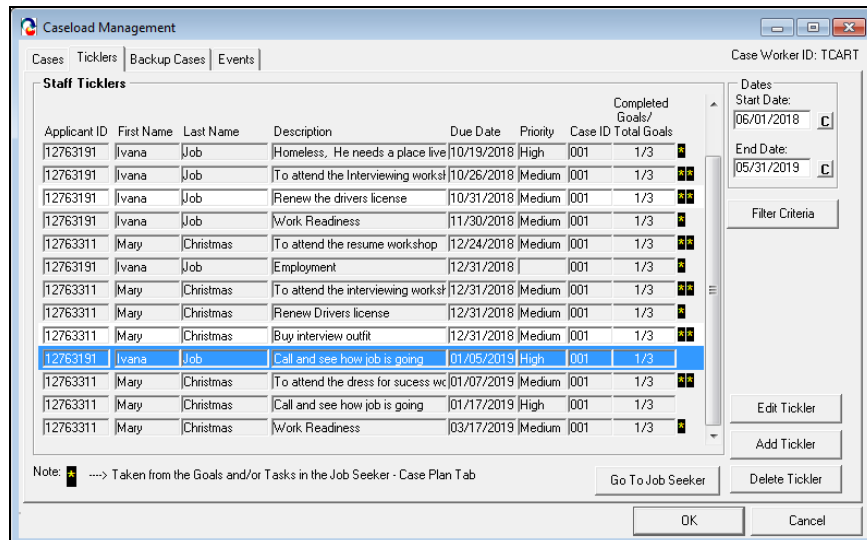 Caseload Management
Cases Ticklers Backup Cases Events Case Worker ID: TCART
Staff Ticklers
Dates
Start Date:
06/01/2018 C
End Date:
05/31/2019 C
Filter Criteria
Completed
Goals/
Applicant ID First Name Last Name Description Due Date Priority Case ID Total Goals
12763191 Ivana Job Homeless, He needs a place live 10/19/2018 High 001 1/3 *
12763191 Ivana Job To attend the Interviewing worksh 10/26/2018 Medium 001 1/3 **
12763191 Ivana Job Renew the drivers license 10/31/2018 Medium 001 1/3 **
12763191 Ivana Job Work Readiness 11/30/2018 Medium 001 1/3 *
12763311 Mary Christmas To attend the resume workshop 12/24/2018 Medium 001 1/3 **
12763191 Ivana Job Employment 12/31/2018 001 1/3 *
12763311 Mary Christmas To attend the interviewing worksh 12/31/2018 Medium 001 1/3 **
12763311 Mary Christmas Renew Drivers license 12/31/2018 Medium 001 1/3 *
12763311 Mary Christmas Buy interview outfit 12/31/2018 Medium 001 1/3 **
12763191 Ivana Job Call and see how job is going 01/05/2019 High 001 1/3
12763311 Mary Christmas To attend the dress for sucess wc 01/07/2019 Medium 001 1/3 **
12763311 Mary Christmas Call and see how job is going 01/17/2019 High 001 1/3
12763311 Mary Christmas Work Readiness 03/17/2019 Medium 001 1/3 *
Edit Tickler
Add Tickler
Note: * ----> Taken from the Goals and/or Tasks in the Job Seeker - Case Plan Tab
Go To Job Seeker Delete Tickler
OK Cancel